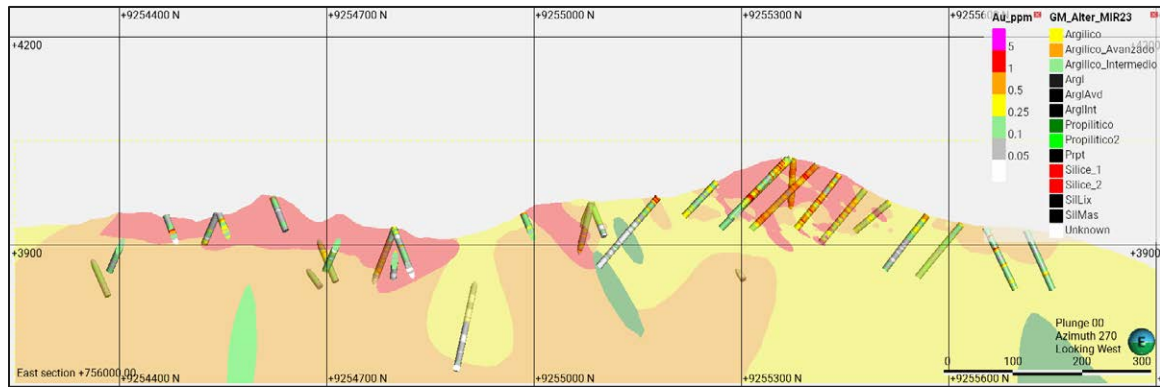 +9254400 N
+9254700 N
+9255000 N
+9255300 N
+9255600 N
+4200
+4200
Au_ppm
5
1
0.5
0.25
0.1
0.05
GM_Alter_MIR23
Argilico
Argilico_Avanzado
Argilico_Intermedio
Argl
ArglAvd
ArglInt
Propilitico
Propilitico2
Prpt
Silice_1
Silice_2
SilLix
SilMas
Unknown
+3900
+3900
Plunge 00
Azimuth 270
Looking West
E
0 100 200 300
East section +756000.00
+9254400 N
+9254700 N
+9255000 N
+9255300 N
+9255600 N